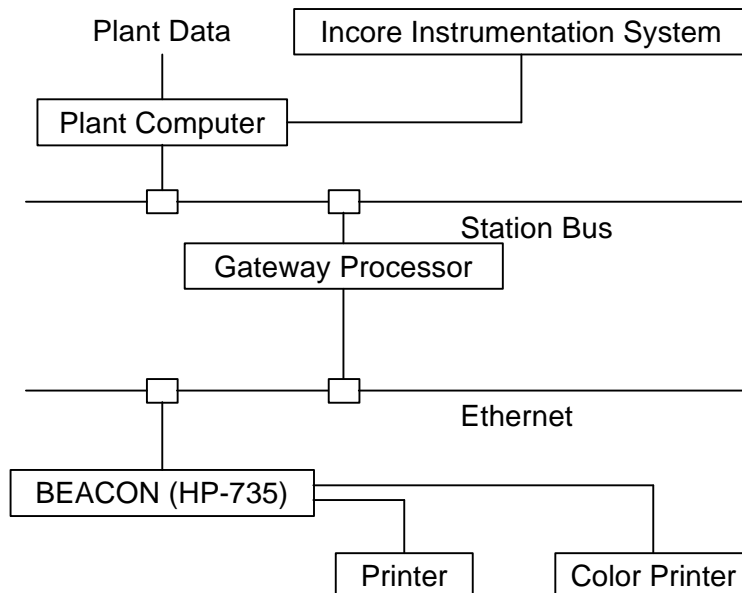 Plant Data
Incore Instrumentation System
Plant Computer
Station Bus
Gateway Processor
Ethernet
BEACON (HP-735)
Printer
Color Printer